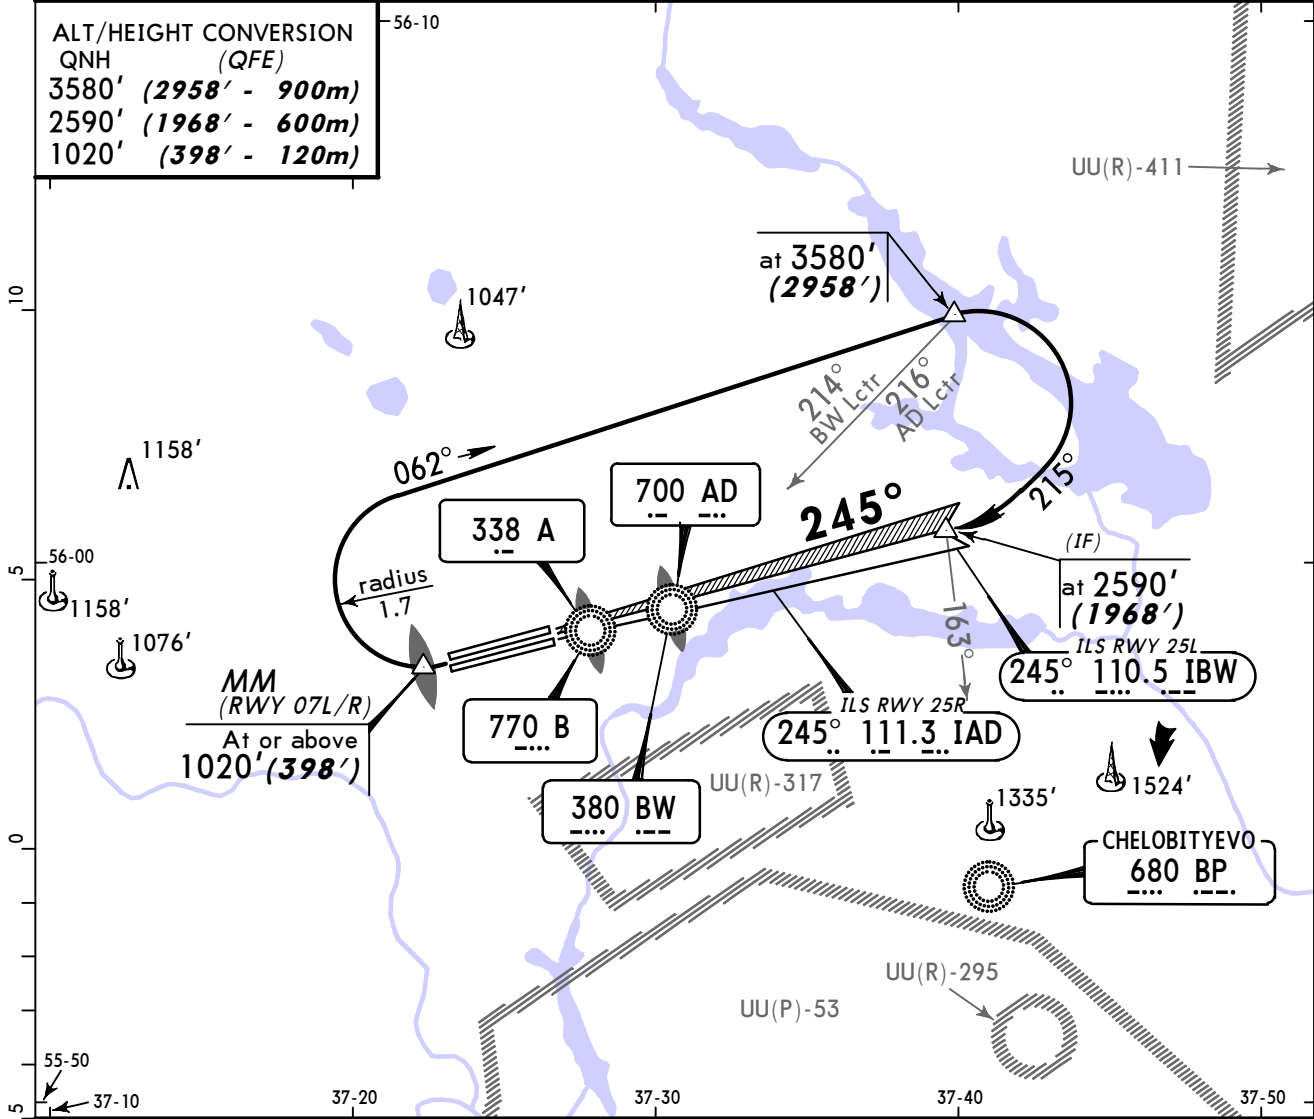 ALT/HEIGHT CONVERSION
QNH (QFE)
3580' (2958' - 900m)
2590' (1968' - 600m)
1020' (398' - 120m)
56-10
UU(R)-411
at 3580'
(2958')
10
1047'
214°
BW Lctr
216°
AD Lctr
1158'
062°
215°
700 AD
245°
338 A
(IF)
56-00
at 2590'
(1968')
5
radius
1.7
1158'
163°
1076'
ILS RWY 25L
245° 110.5 IBW
MM
(RWY 07L/R)
ILS RWY 25R
245° 111.3 IAD
770 B
At or above
1020' (398')
UU(R)-317
1524'
380 BW
1335'
0
CHELOBITYEVO
680 BP
UU(R)-295
UU(P)-53
55-50
37-10
37-20
37-30
37-40
37-50
5